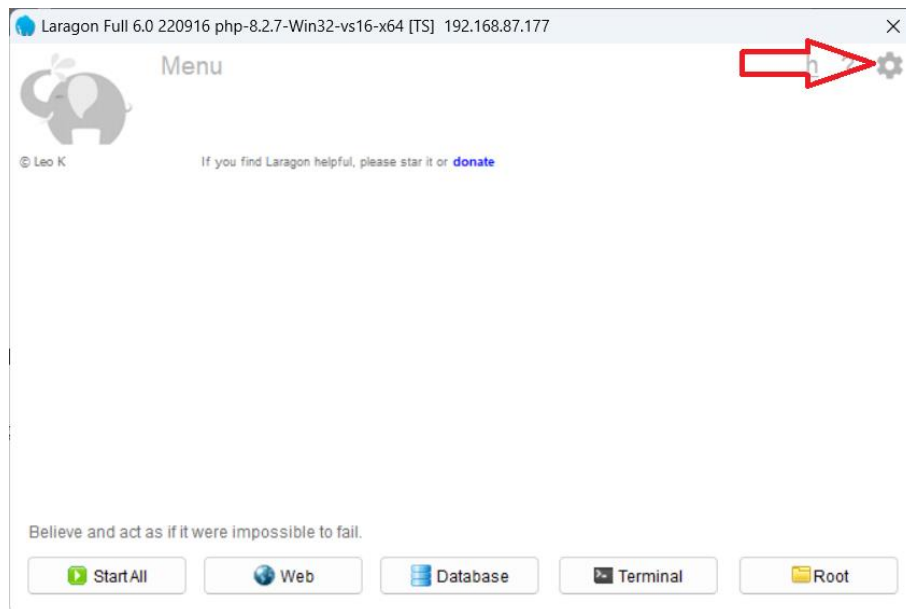 Laragon Full 6.0 220916 php-8.2.7-Win32-vs16-x64 [TS] 192.168.87.177
Menu
h ?
© Leo K
If you find Laragon helpful, please star it or donate
Believe and act as if it were impossible to fail.
Start All
Web
Database
Terminal
Root